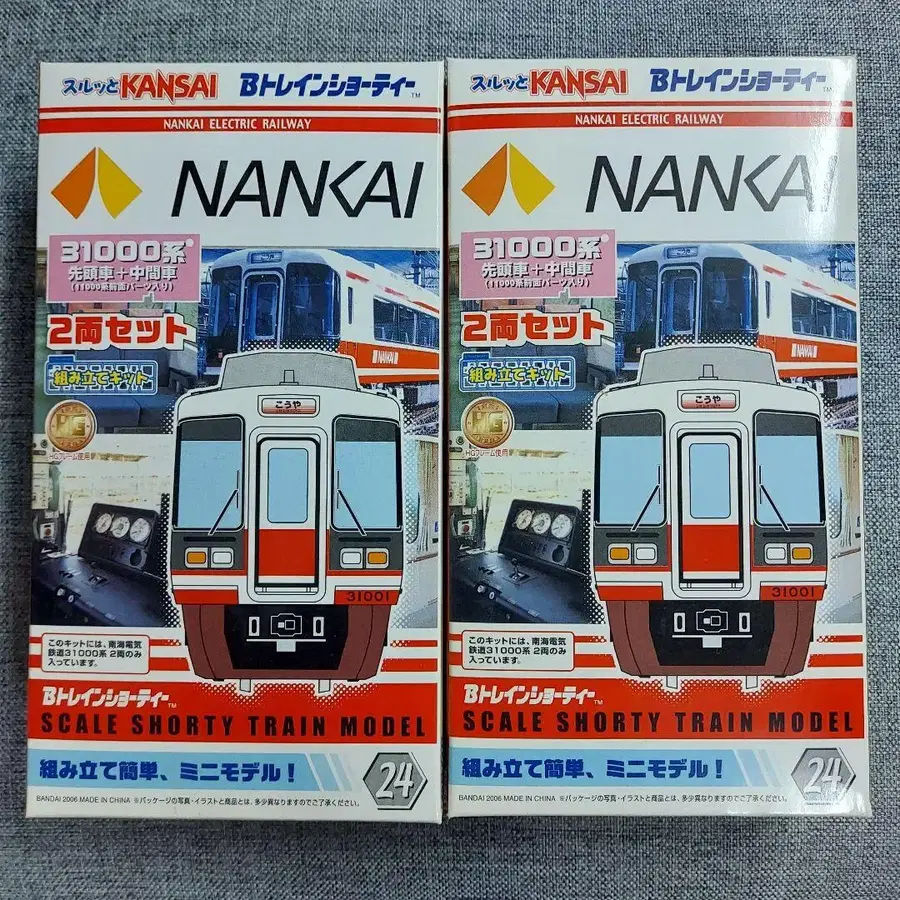 スルッとKANSAI Bトレインショーティー™
NANKAI ELECTRIC RAILWAY
NANKAI
31000系
先頭車+中間車
(11000系前面パーツ入り)
2両セット
組み立てキット
HG
HGフレーム使用
NANKAI
こうや
31001
このキットには、南海電気
鉄道31000系 2両のみ
入っています。
Bトレインショーティー™
SCALE SHORTY TRAIN MODEL
組み立て簡単、ミニモデル!
24
BANDAI 2006 MADE IN CHINA ※パッケージの写真・イラストと商品とは、多少異なりますのでご了承ください。
スルッとKANSAI Bトレインショーティー™
NANKAI ELECTRIC RAILWAY
NANKAI
31000系
先頭車+中間車
(11000系前面パーツ入り)
2両セット
組み立てキット
HG
HGフレーム使用
NANKAI
こうや
31001
このキットには、南海電気
鉄道31000系 2両のみ
入っています。
Bトレインショーティー™
SCALE SHORTY TRAIN MODEL
組み立て簡単、ミニモデル!
24
BANDAI 2006 MADE IN CHINA ※パッケージの写真・イラストと商品とは、多少異なりますのでご了承ください。